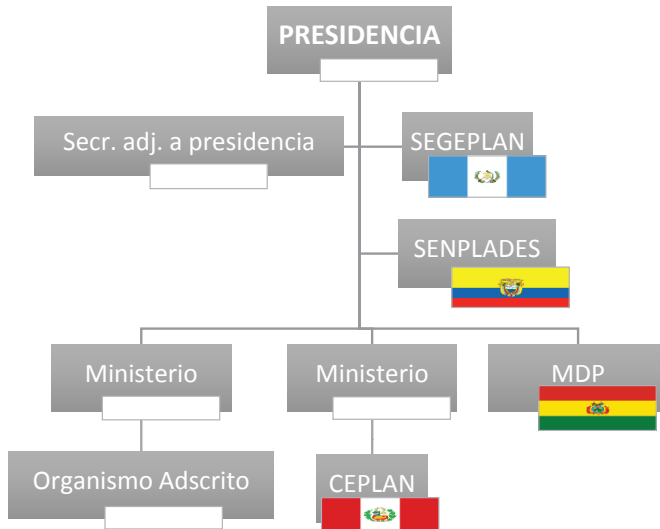 PRESIDENCIA
Secr. adj. a presidencia
SEGEPLAN
SENPLADES
Ministerio
Ministerio
MDP
Organismo Adscrito
CEPLAN